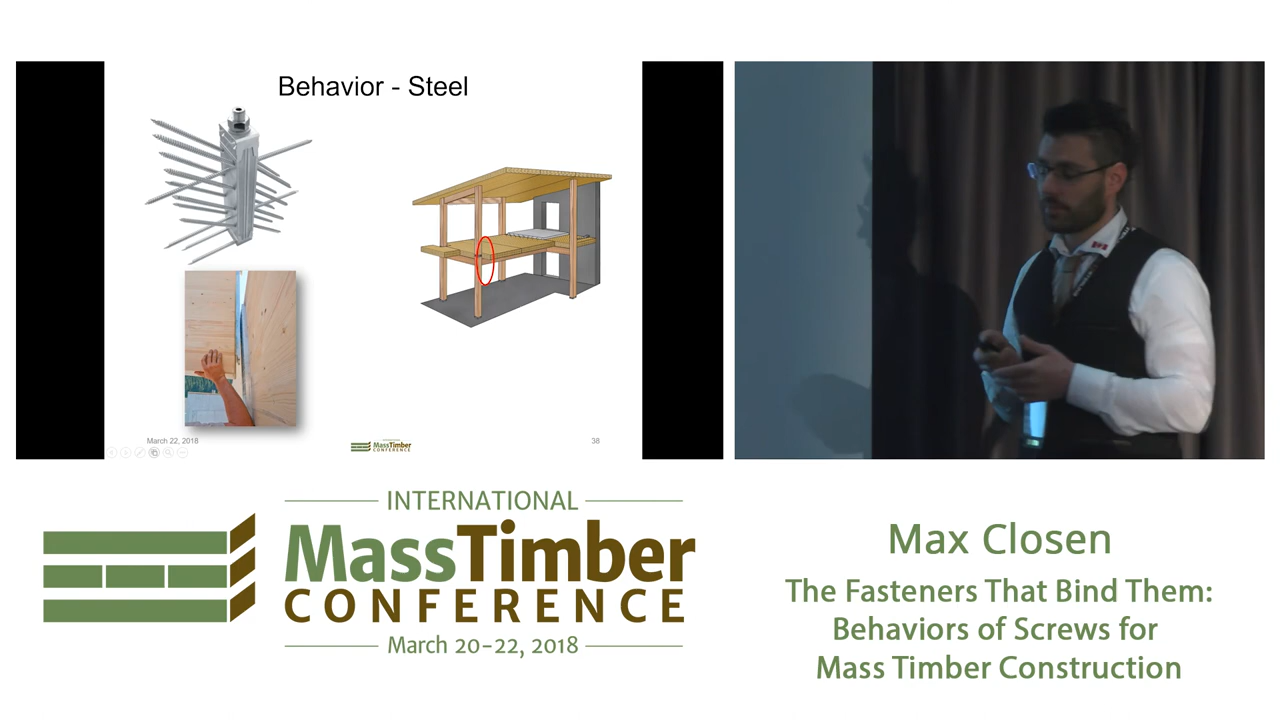 Behavior - Steel
March 22, 2018
MassTimber
CONFERENCE
38
INTERNATIONAL
MassTimber
CONFERENCE
March 20-22, 2018
Max Closen
The Fasteners That Bind Them:
Behaviors of Screws for
Mass Timber Construction